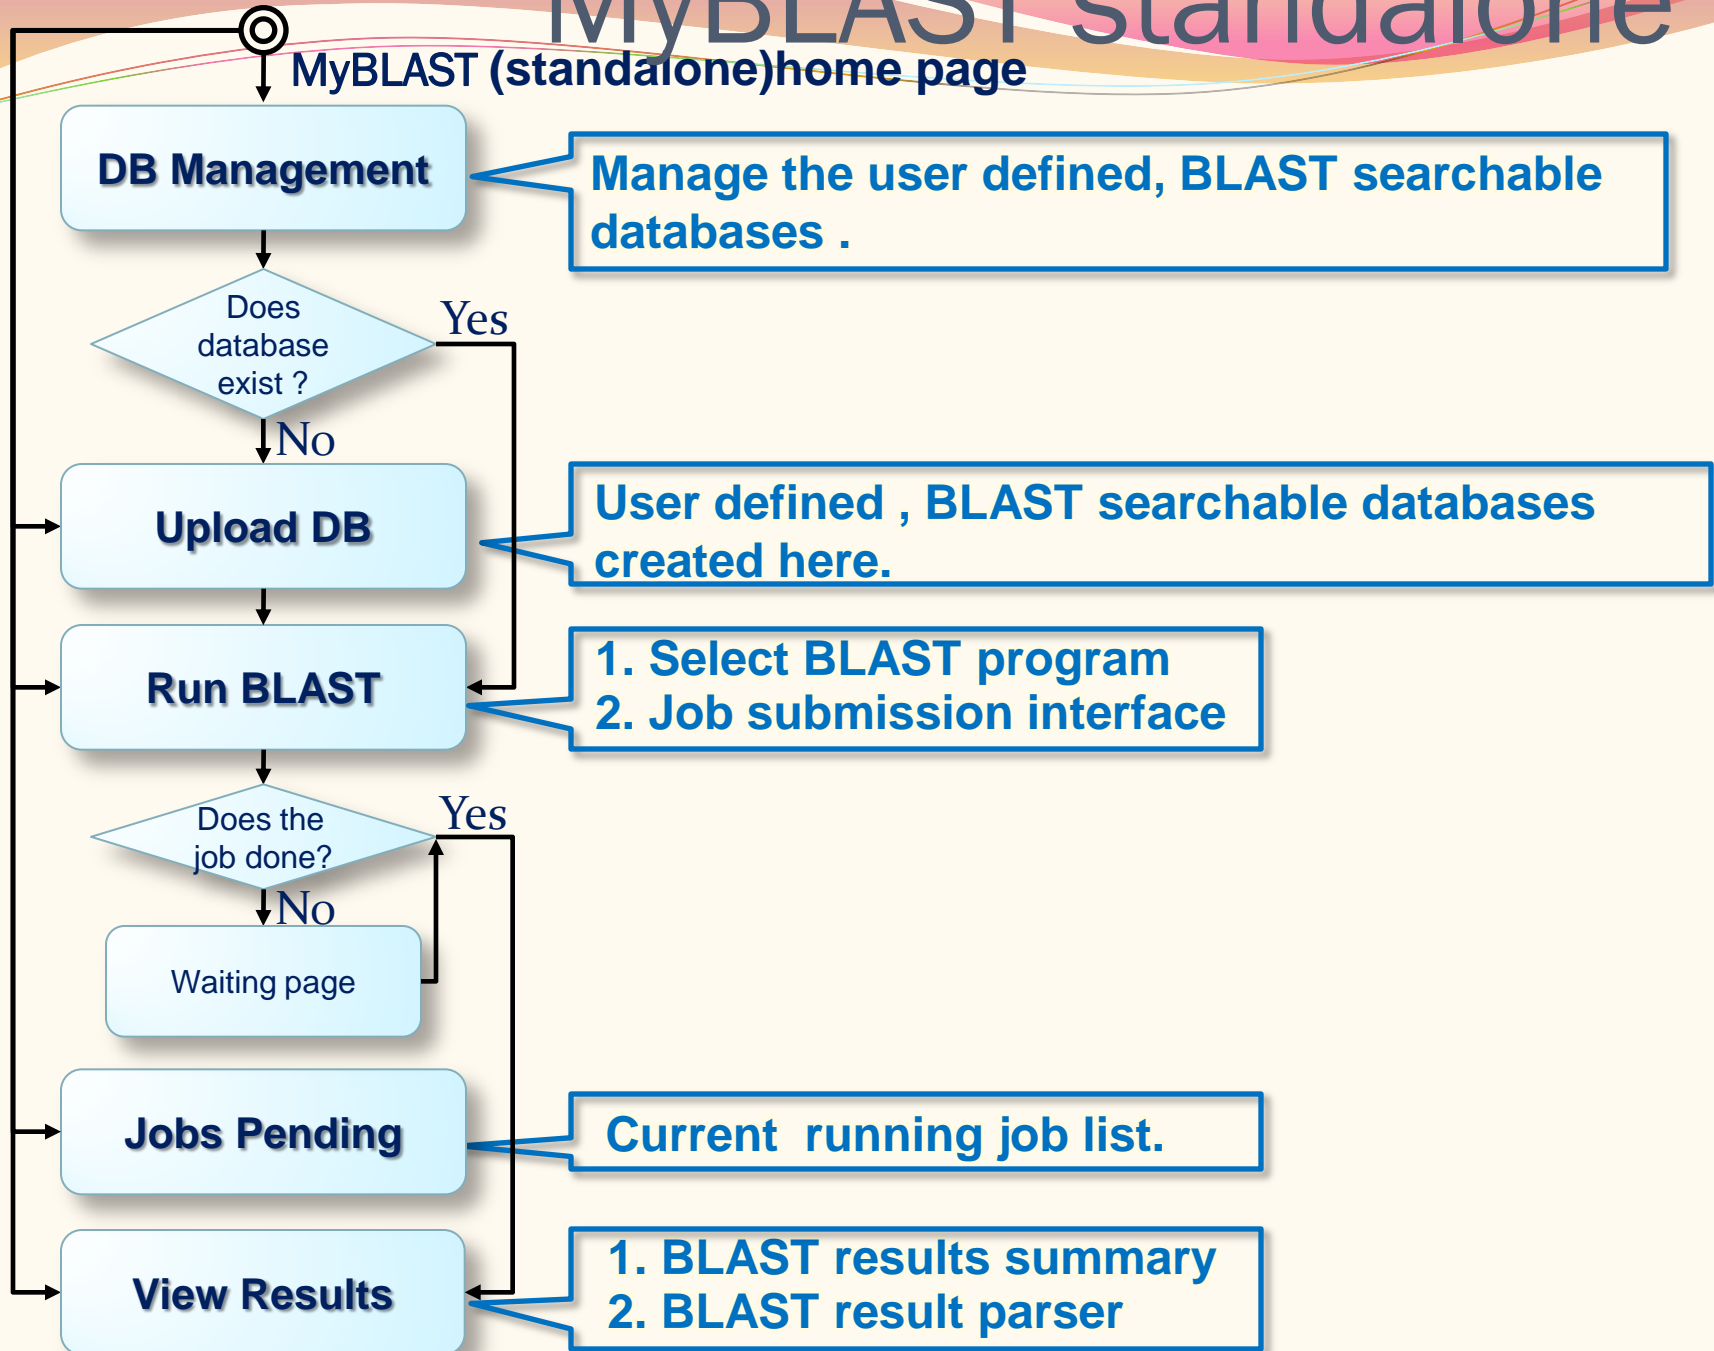 MyBLAST standalone
MyBLAST (standalone)home page
DB Management
Manage the user defined, BLAST searchable
databases .
Does
database
exist ?
Yes
No
Upload DB
User defined , BLAST searchable databases
created here.
Run BLAST
1. Select BLAST program
2. Job submission interface
Does the
job done?
Yes
No
Waiting page
Jobs Pending
Current  running job list.
View Results
1. BLAST results summary
2. BLAST result parser